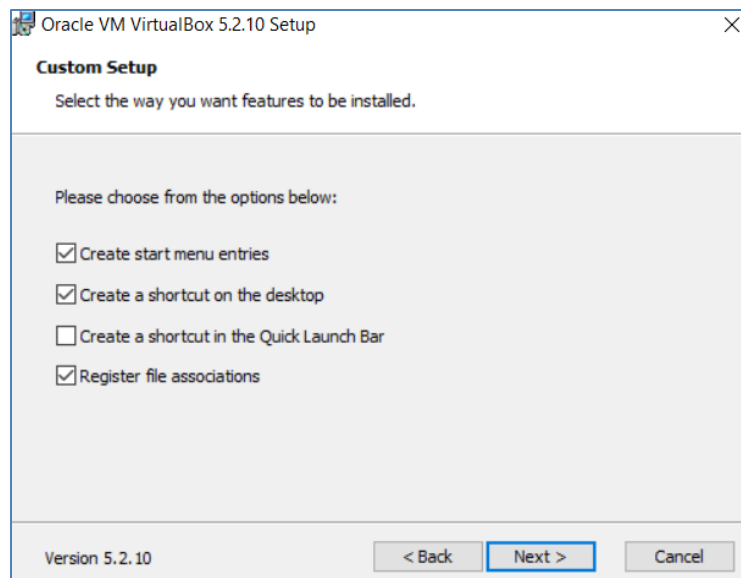 Oracle VM VirtualBox 5.2.10 Setup
Custom Setup
Select the way you want features to be installed.
Please choose from the options below:
Create start menu entries
Create a shortcut on the desktop
Create a shortcut in the Quick Launch Bar
Register file associations
Version 5.2.10
< Back
Next >
Cancel